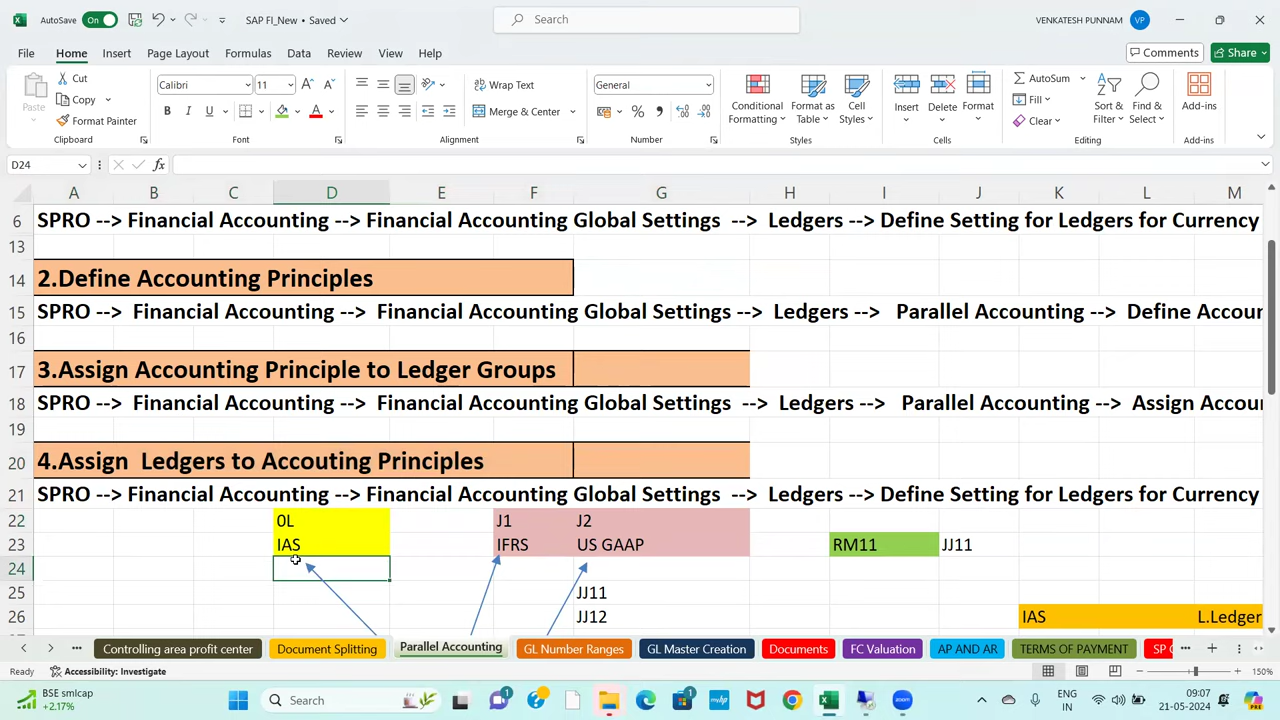 AutoSave On SAP FI_New • Saved Search VENKATESH PUNNAM VP
File Home Insert Page Layout Formulas Data Review View Help Comments Share
Paste Cut Copy Format Painter Clipboard
Calibri 11 B I U A Font
Wrap Text Merge & Center Alignment
General % Number
Conditional Formatting Format as Table Cell Styles Styles
Insert Delete Format Cells
AutoSum Fill Clear Sort & Filter Find & Select Editing
Add-ins Add-ins
D24 fx
A B C D E F G H I J K L M
6 SPRO --> Financial Accounting --> Financial Accounting Global Settings --> Ledgers --> Define Setting for Ledgers for Currency
13
14 2.Define Accounting Principles
15 SPRO --> Financial Accounting --> Financial Accounting Global Settings --> Ledgers --> Parallel Accounting --> Define Accour
16
17 3.Assign Accounting Principle to Ledger Groups
18 SPRO --> Financial Accounting --> Financial Accounting Global Settings --> Ledgers --> Parallel Accounting --> Assign Accou
19
20 4.Assign Ledgers to Accouting Principles
21 SPRO --> Financial Accounting --> Financial Accounting Global Settings --> Ledgers --> Define Setting for Ledgers for Currency
22 0L J1 J2
23 IAS IFRS US GAAP RM11 JJ11
24
25 JJ11
26 JJ12 IAS L.Ledger
Controlling area profit center Document Splitting Parallel Accounting GL Number Ranges GL Master Creation Documents FC Valuation AP AND AR TERMS OF PAYMENT
Ready Accessibility: Investigate 150%
BSE smlcap +2.17% Search ENG IN 09:07 21-05-2024